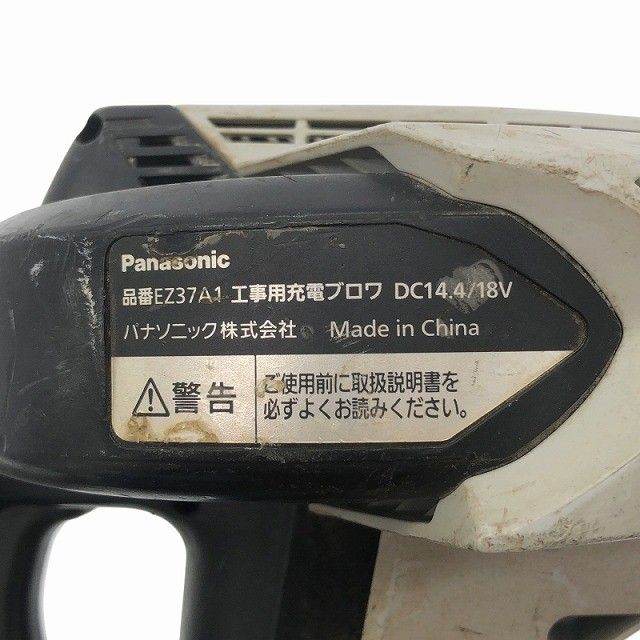 Panasonic
品番EZ37A1 工事用充電ブロワ DC14.4/18V
パナソニック株式会社 Made in China
⚠警告 ご使用前に取扱説明書を
必ずよくお読みください。